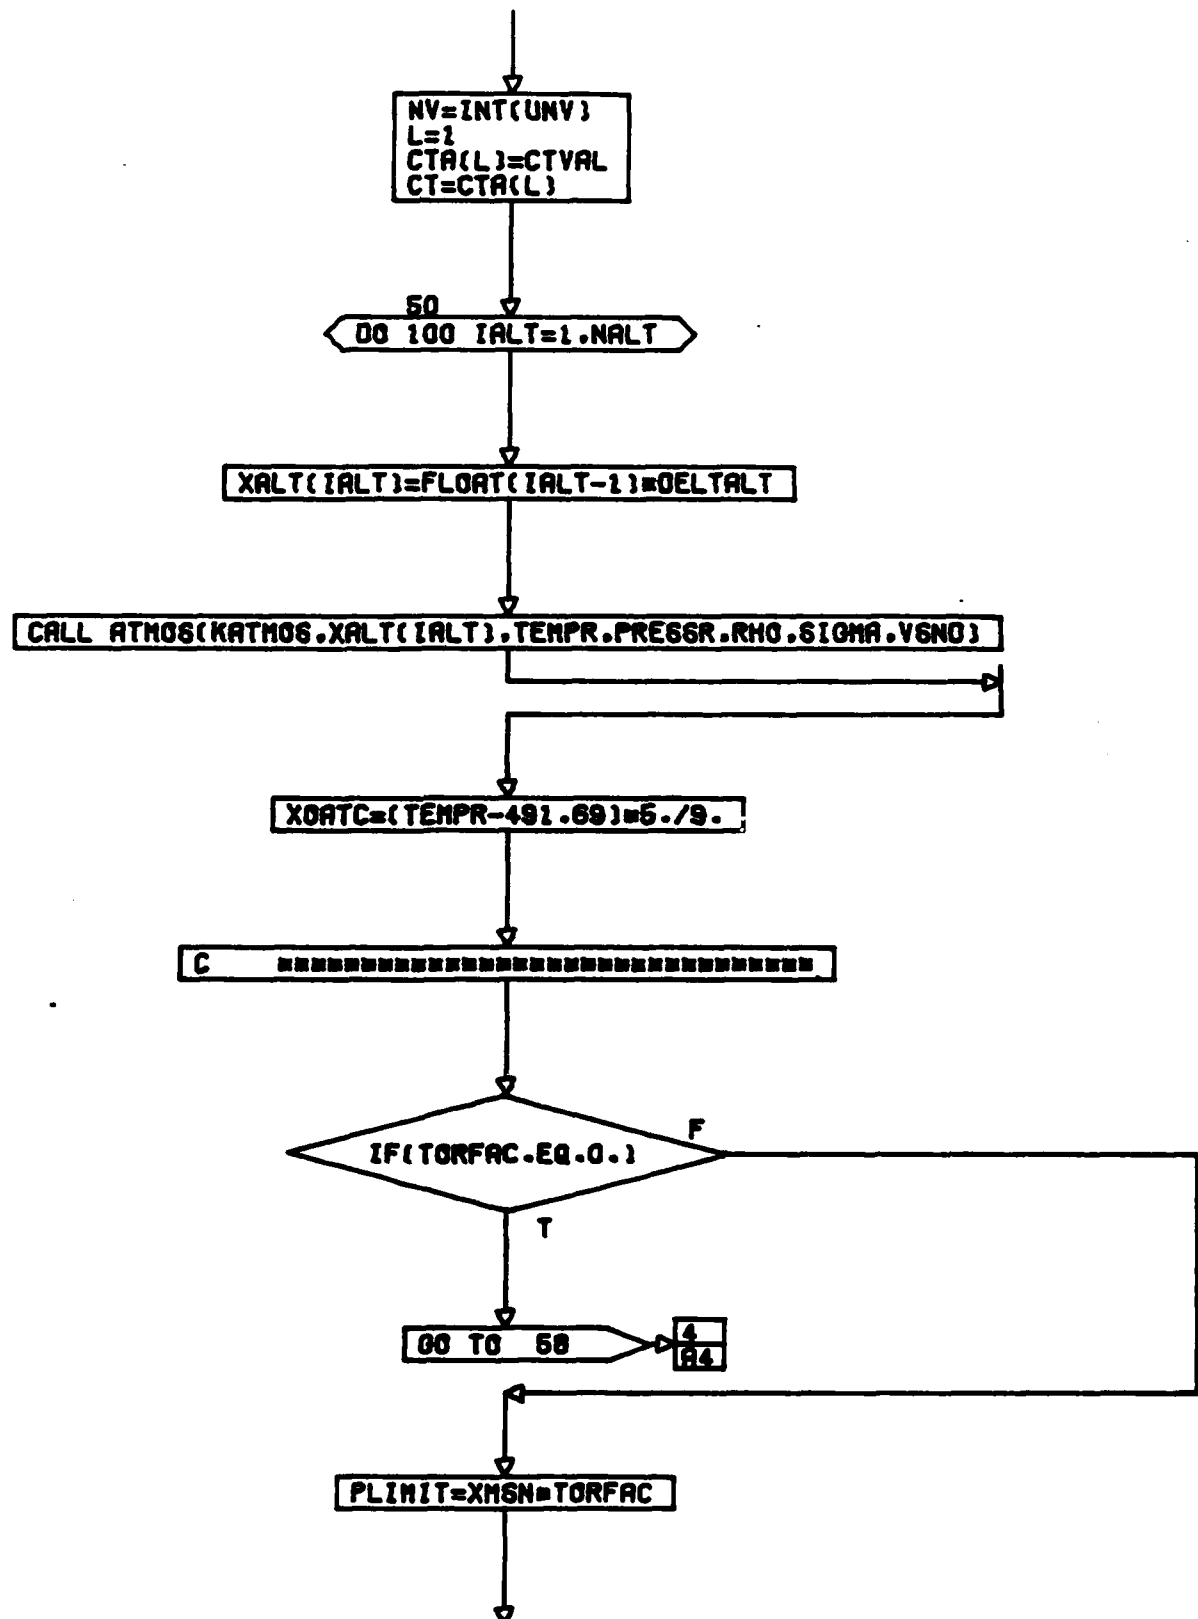 NV=INT(UNV)
L=1
CTA(L)=CTVAL
CT=CTA(L)
50
DO 100 IALT=1,NALT
XALT(IALT)=FLOAT(IALT-1)*DELTALT
CALL ATMOS(KATMOS,XALT(IALT),TEMPR,PRESSR,RHO,SIGMA,VSND)
XOATC=(TEMPR-491.69)*5./9.
C ********************************
IF(TORFAC.EQ.0.)
F
T
GO TO 58
4
A4
PLIMIT=XMSN*TORFAC